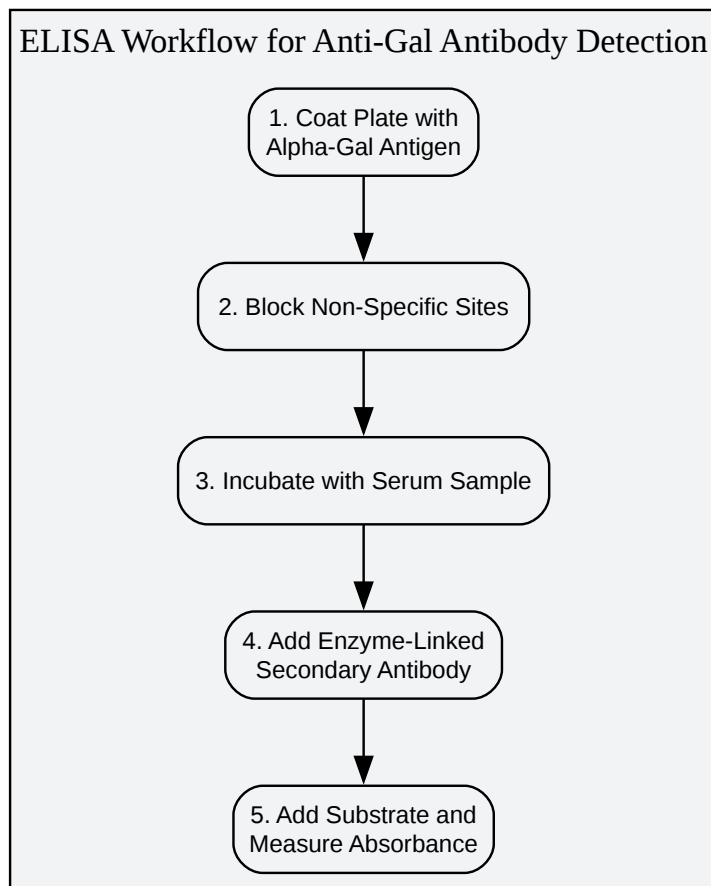 ELISA Workflow for Anti-Gal Antibody Detection
1. Coat Plate with
Alpha-Gal Antigen
2. Block Non-Specific Sites
3. Incubate with Serum Sample
4. Add Enzyme-Linked
Secondary Antibody
5. Add Substrate and
Measure Absorbance